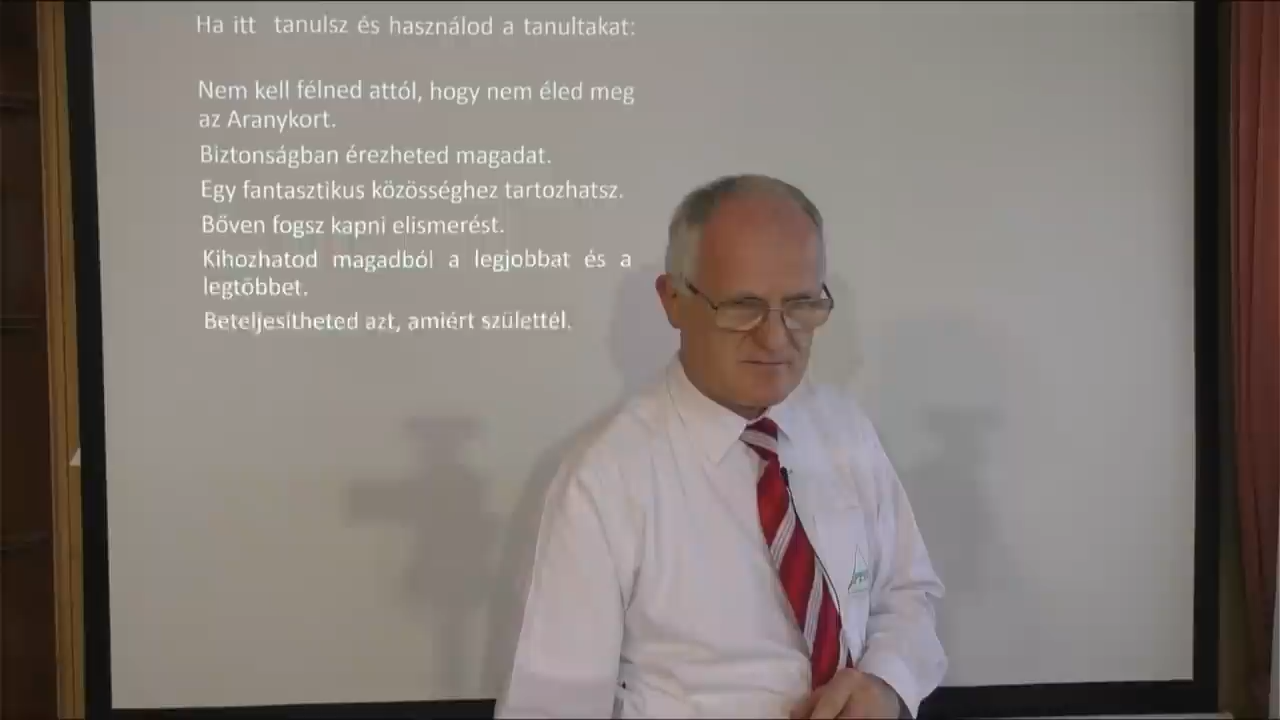 Ha itt tanulsz és használod a tanultakat:
Nem kell félned attól, hogy nem éled meg
az Aranykort.
Biztonságban érezheted magadat.
Egy fantasztikus közösséghez tartozhatsz.
Bőven fogsz kapni elismerést.
Kihozhatod magadból a legjobbat és a
legtöbbet.
Beteljesítheted azt, amiért születtél.